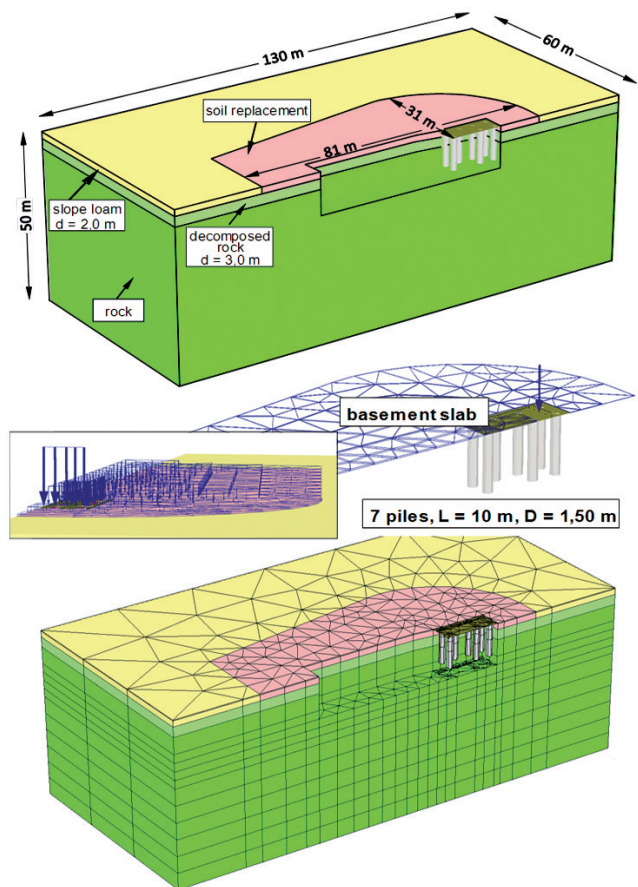 130 m
60 m
soil replacement
31 m
81 m
50 m
slope loam
d = 2,0 m
decomposed
rock
d = 3,0 m
rock
basement slab
7 piles, L = 10 m, D = 1,50 m